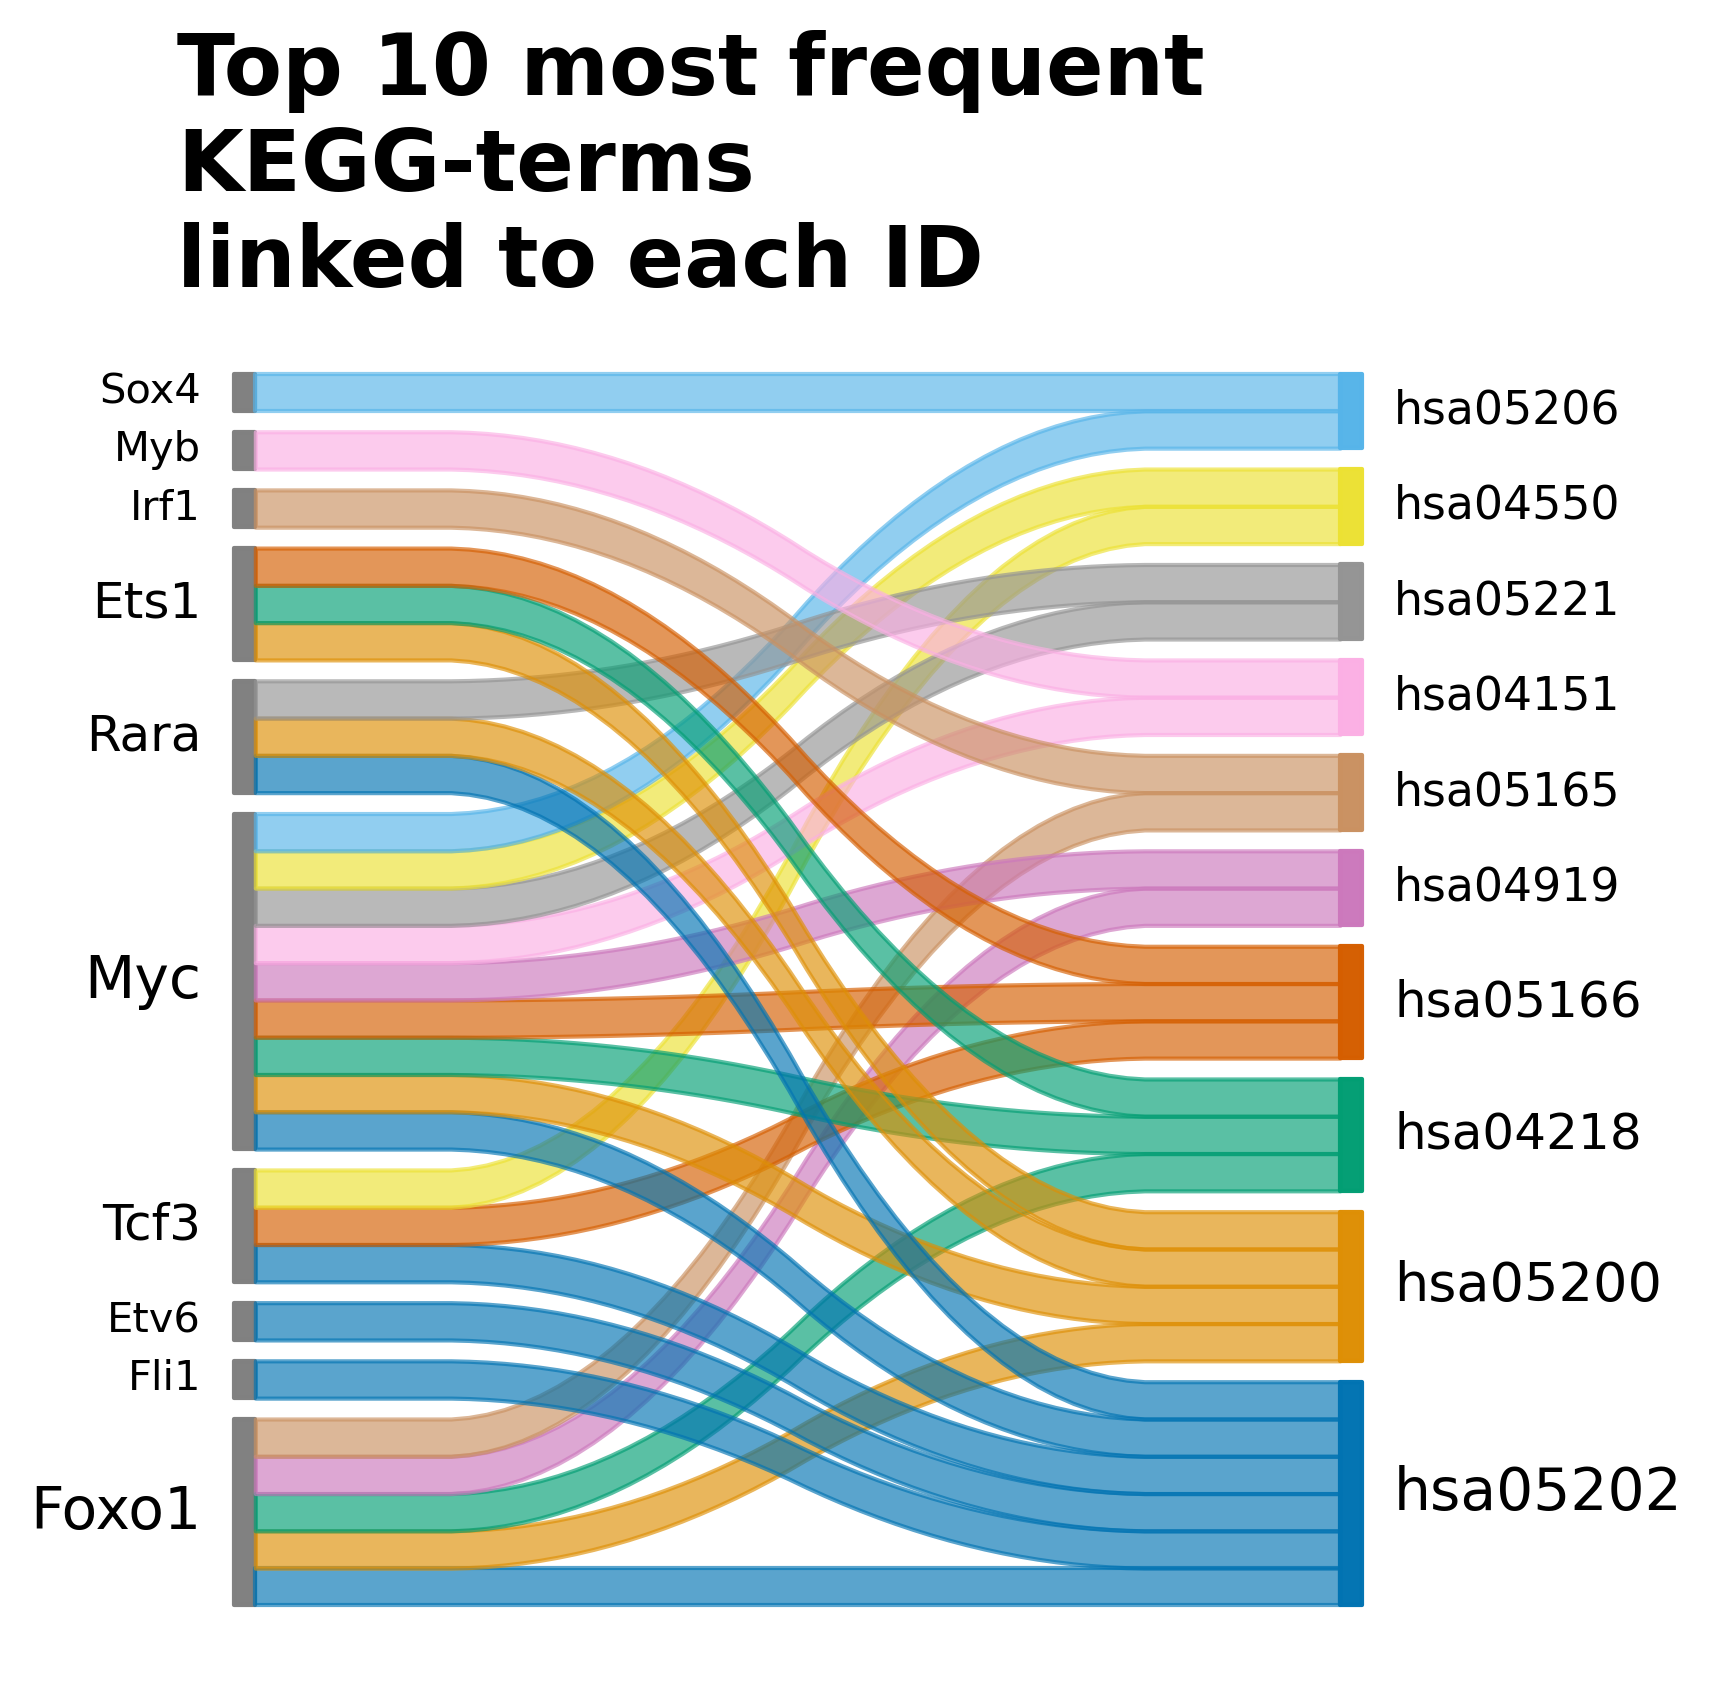 Top 10 most frequent
KEGG-terms
linked to each ID
Sox4
Myb
Irf1
Ets1
Rara
Myc
Tcf3
Etv6
Fli1
Foxo1
hsa05206
hsa04550
hsa05221
hsa04151
hsa05165
hsa04919
hsa05166
hsa04218
hsa05200
hsa05202